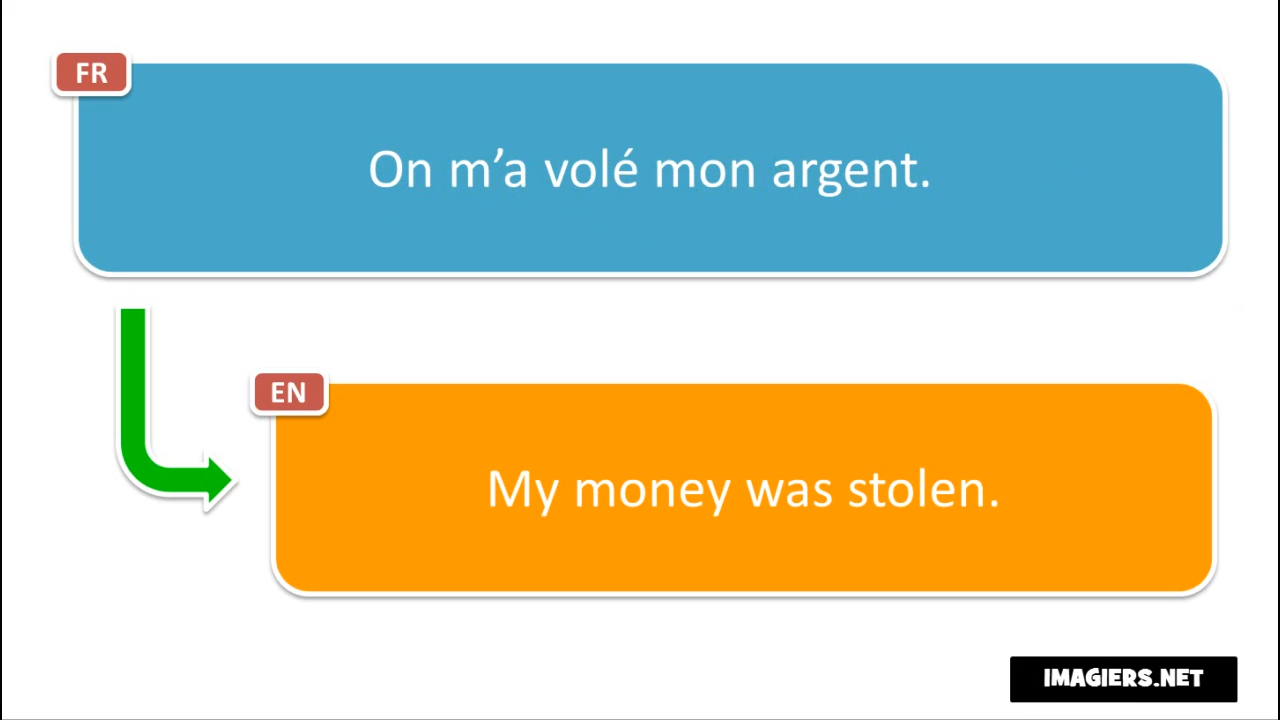 FR
On m’a volé mon argent.
EN
My money was stolen.
IMAGIERS.NET